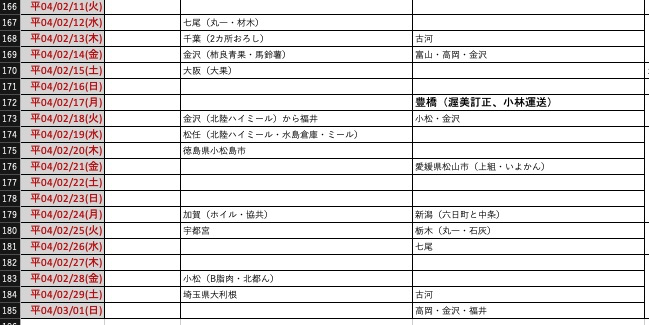 166 平04/02/11(火)
167 平04/02/12(水) 七尾（丸一・材木）
168 平04/02/13(木) 千葉（2カ所おろし） 古河
169 平04/02/14(金) 金沢（柿良青果・馬鈴薯） 富山・高岡・金沢
170 平04/02/15(土) 大阪（大果）
171 平04/02/16(日)
172 平04/02/17(月) 豊橋（渥美訂正、小林運送）
173 平04/02/18(火) 金沢（北陸ハイミール）から福井 小松・金沢
174 平04/02/19(水) 松任（北陸ハイミール・水島倉庫・ミール）
175 平04/02/20(木) 徳島県小松島市
176 平04/02/21(金) 愛媛県松山市（上組・いよかん）
177 平04/02/22(土)
178 平04/02/23(日)
179 平04/02/24(月) 加賀（ホイル・協共） 新潟（六日町と中条）
180 平04/02/25(火) 宇都宮 栃木（丸一・石灰）
181 平04/02/26(水) 七尾
182 平04/02/27(木)
183 平04/02/28(金) 小松（B脂肉・北都ん）
184 平04/02/29(土) 埼玉県大利根 古河
185 平04/03/01(日) 高岡・金沢・福井